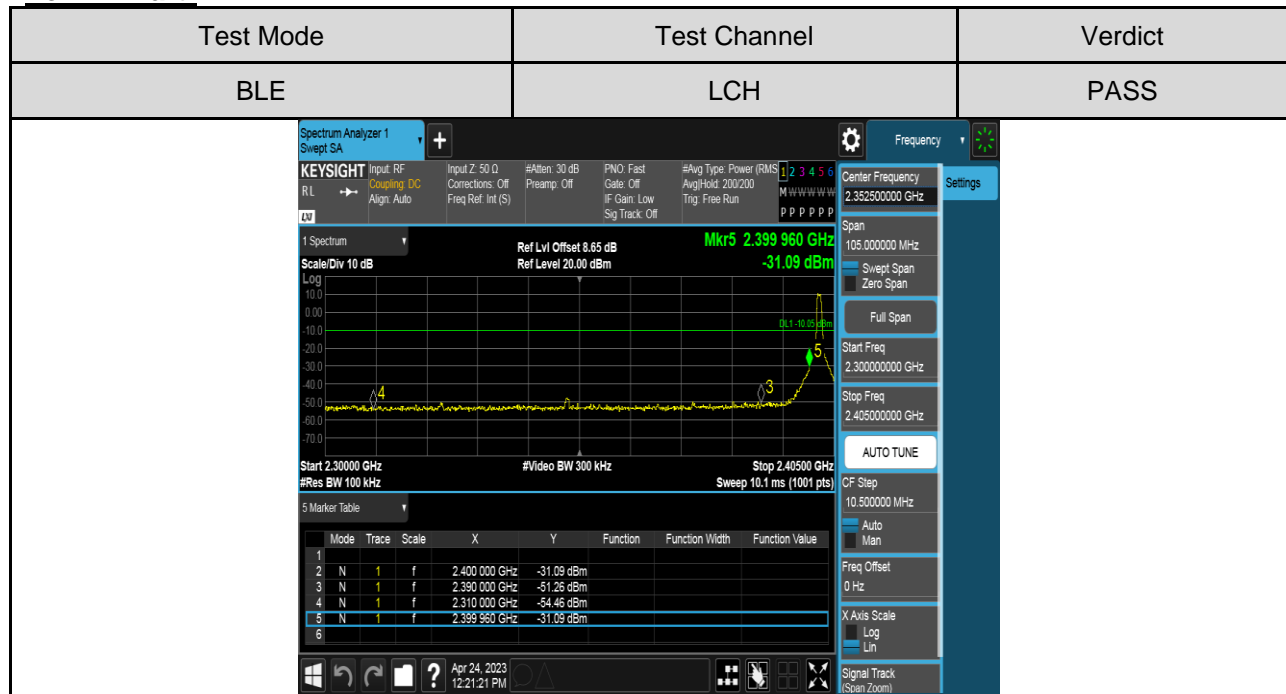 Test Mode Test Channel Verdict
BLE LCH PASS
Spectrum Analyzer 1
Swept SA
Frequency
KEYSIGHT Input: RF Input Z: 50 Ω #Atten: 30 dB PNO: Fast #Avg Type: Power (RMS 1 2 3 4 5 6
RL Coupling: DC Corrections: Off Preamp: Off Gate: Off Avg|Hold: 200/200 M W W W W W
Align: Auto Freq Ref: Int (S) IF Gain: Low Trig: Free Run
LXI Sig Track: Off P P P P P P
Center Frequency
2.352500000 GHz
Settings
1 Spectrum
Ref Lvl Offset 8.65 dB
Mkr5 2.399 960 GHz
Scale/Div 10 dB Ref Level 20.00 dBm -31.09 dBm
Log
10.0
0.00
-10.0
-20.0
-30.0
-40.0
-50.0
-60.0
-70.0
DL1 -10.05 dBm
5
3
4
Start 2.30000 GHz #Video BW 300 kHz Stop 2.40500 GHz
#Res BW 100 kHz Sweep 10.1 ms (1001 pts)
Span
105.000000 MHz
Swept Span
Zero Span
Full Span
Start Freq
2.300000000 GHz
Stop Freq
2.405000000 GHz
AUTO TUNE
CF Step
10.500000 MHz
Auto
Man
Freq Offset
0 Hz
X Axis Scale
Log
Lin
Signal Track
(Span Zoom)
5 Marker Table
Mode Trace Scale X Y Function Function Width Function Value
1
2 N 1 f 2.400 000 GHz -31.09 dBm
3 N 1 f 2.390 000 GHz -51.26 dBm
4 N 1 f 2.310 000 GHz -54.46 dBm
5 N 1 f 2.399 960 GHz -31.09 dBm
6
? Apr 24, 2023
12:21:21 PM